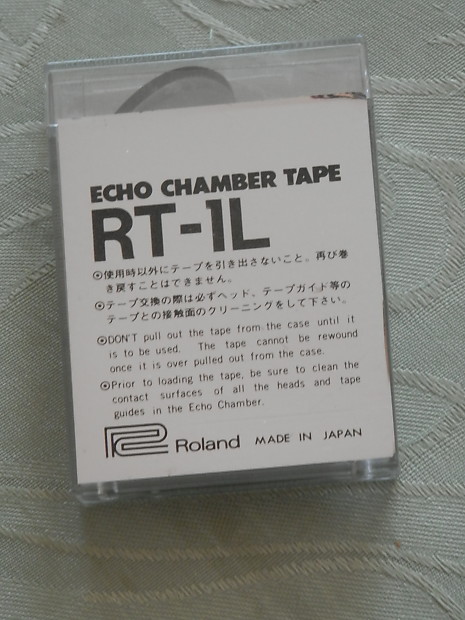 ECHO CHAMBER TAPE
RT-1L
⦿使用時以外にテープを引き出さないこと。再び巻
き戻すことはできません。
⦿テープ交換の際は必ずヘッド、テープガイド等の
テープとの接触面のクリーニングをして下さい。
⦿DON'T pull out the tape from the case until it
is to be used. The tape cannot be rewound
once it is over pulled out from the case.
⦿Prior to loading the tape, be sure to clean the
contact surfaces of all the heads and tape
guides in the Echo Chamber.
Roland MADE IN JAPAN